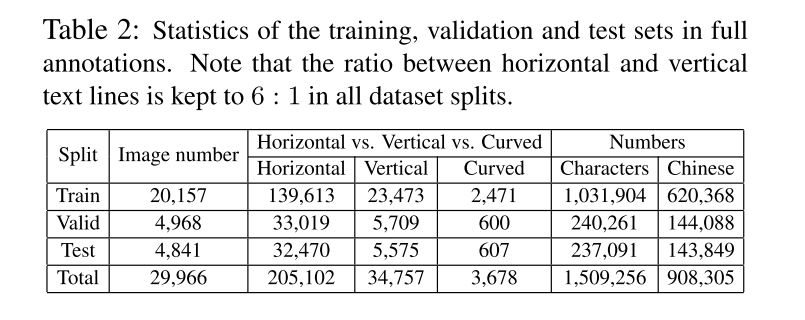 Table 2: Statistics of the training, validation and test sets in full
annotations. Note that the ratio between horizontal and vertical
text lines is kept to 6 : 1 in all dataset splits.
Split Image number Horizontal vs. Vertical vs. Curved Numbers
Horizontal Vertical Curved Characters Chinese
Train 20,157 139,613 23,473 2,471 1,031,904 620,368
Valid 4,968 33,019 5,709 600 240,261 144,088
Test 4,841 32,470 5,575 607 237,091 143,849
Total 29,966 205,102 34,757 3,678 1,509,256 908,305